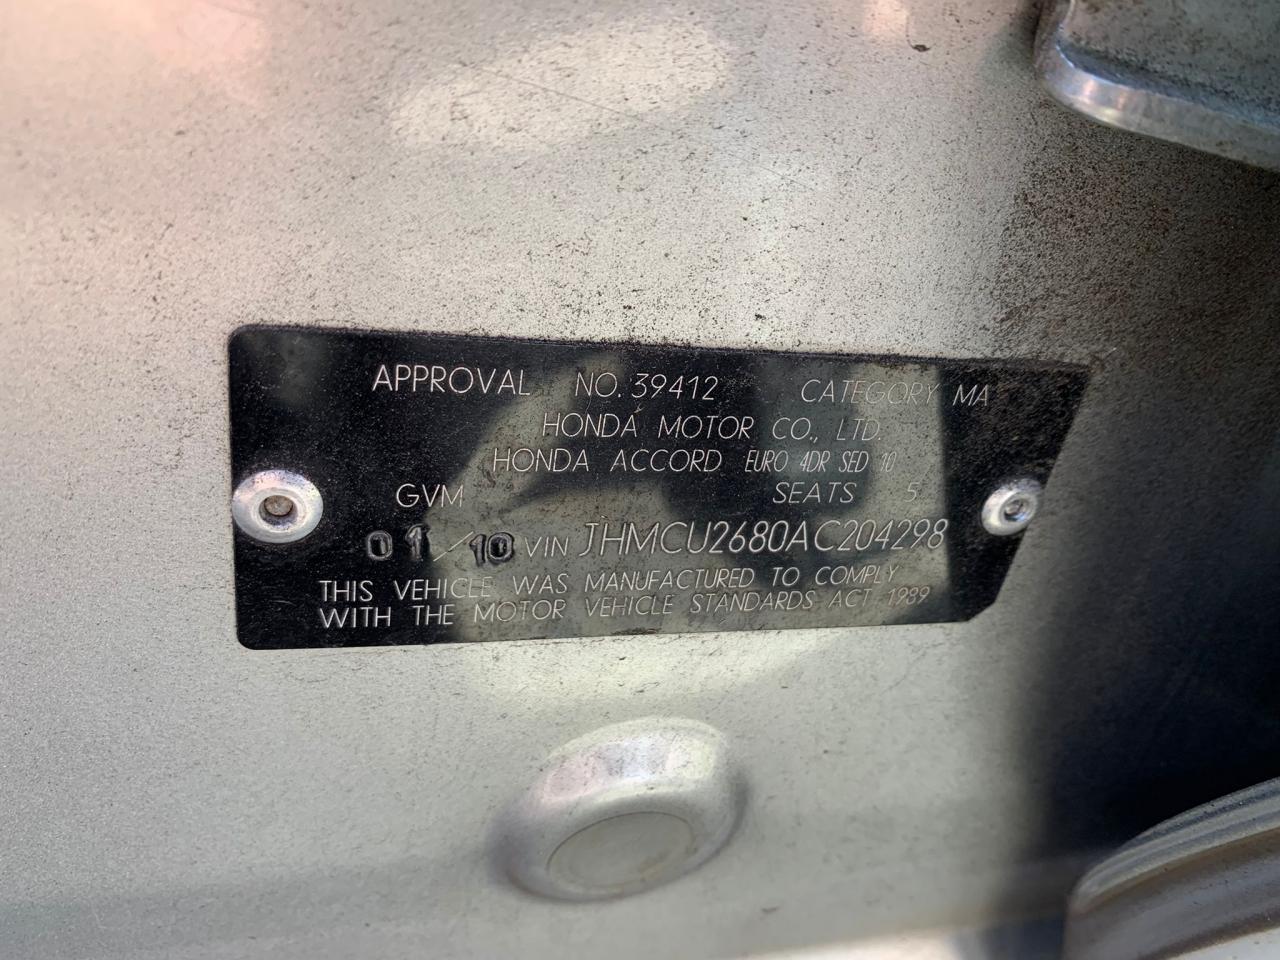 APPROVAL NO. 39412 CATEGORY MA
HONDA MOTOR CO., LTD.
HONDA ACCORD EURO 4DR SED 10
GVM SEATS 5
01/10 VIN JHMCU2680AC204298
THIS VEHICLE WAS MANUFACTURED TO COMPLY
WITH THE MOTOR VEHICLE STANDARDS ACT 1989